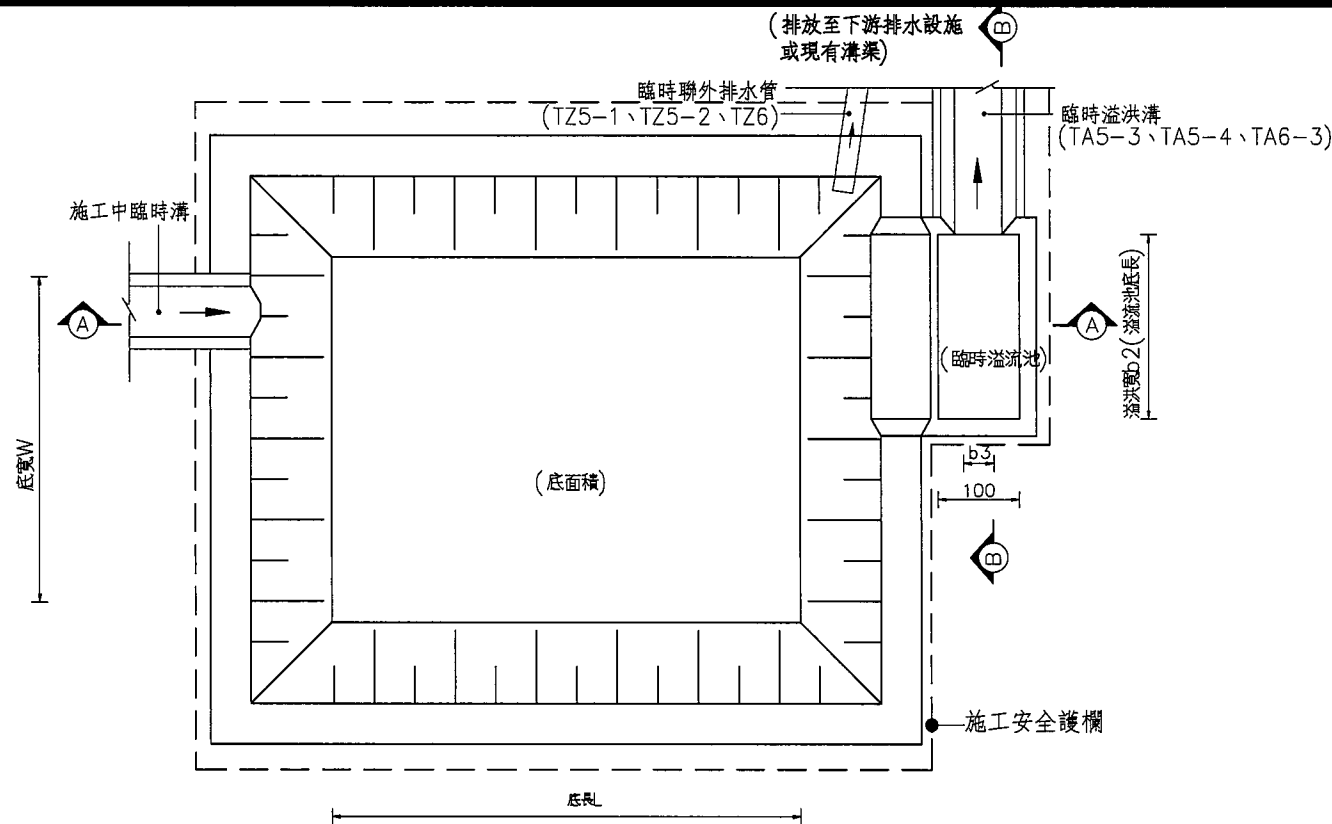 (排放至下游排水設施
或現有溝渠)
B
臨時聯外排水管
(TZ5-1、TZ5-2、TZ6)
臨時溢洪溝
(TA5-3、TA5-4、TA6-3)
施工中臨時溝
A
A
(臨時溢流池)
溢洪寬b2(溢流池底長)
底寬W
b3
100
(底面積)
B
施工安全護欄
底長L